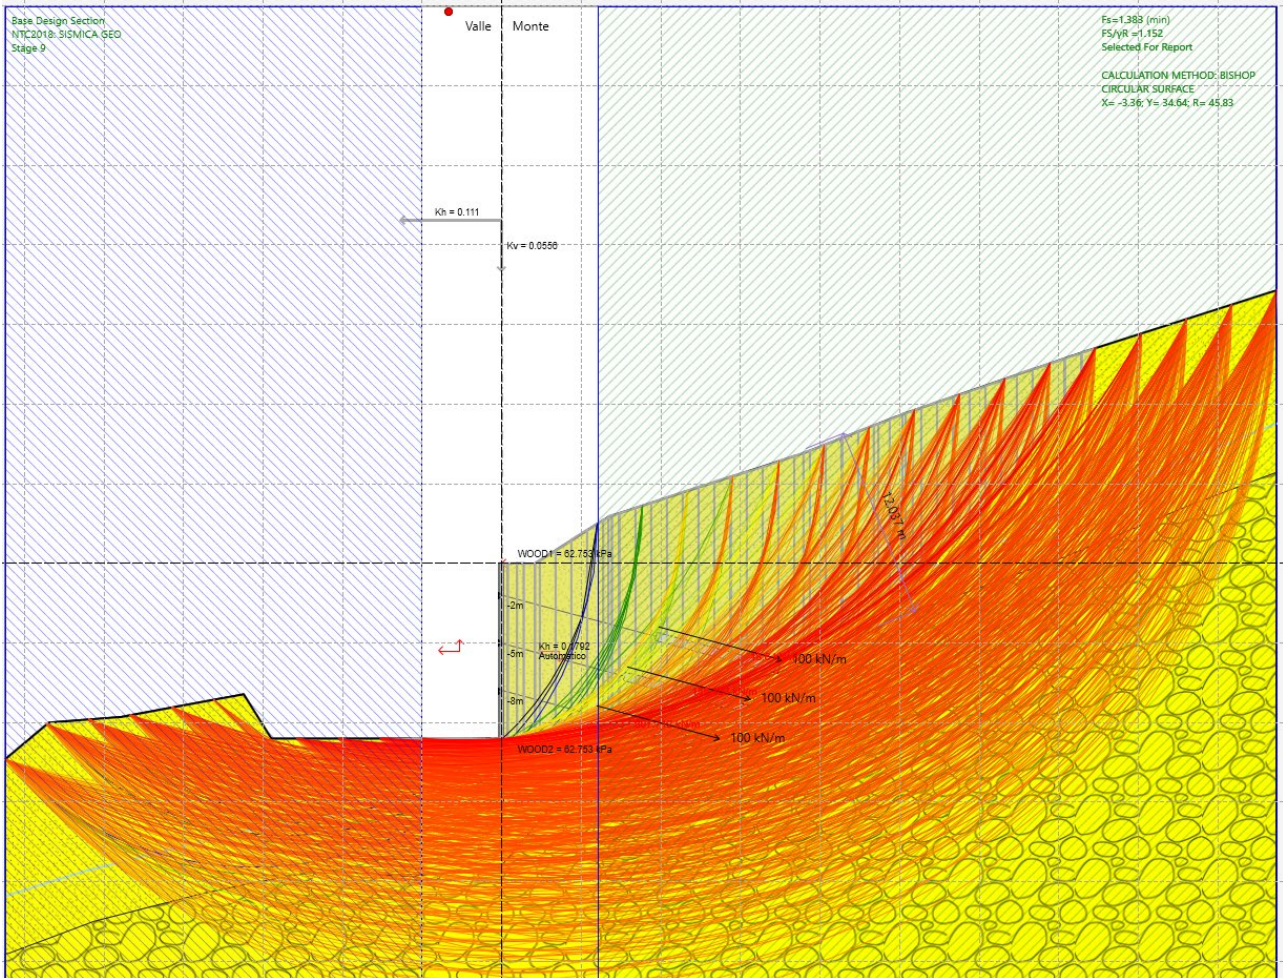 Base Design Section
NTC2018: SISMICA GEO
Stage 9
Valle
Monte
Fs=1.383 (min)
FS/γR =1.152
Selected For Report
CALCULATION METHOD: BISHOP
CIRCULAR SURFACE
X= -3.36; Y= 34.64; R= 45.83
Kh = 0.111
Kv = 0.0556
12.037 m
WOOD1 = 62.753 kPa
-2m
Kh = 0.1792
Automatico
-5m
100 kN/m
-8m
100 kN/m
100 kN/m
WOOD2 = 62.753 kPa